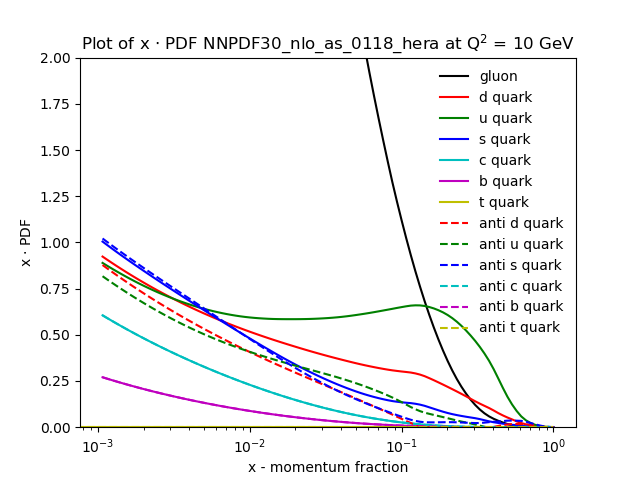 Plot of x · PDF NNPDF30_nlo_as_0118_hera at Q² = 10 GeV
2.00
1.75
1.50
1.25
1.00
0.75
0.50
0.25
0.00
x · PDF
gluon
d quark
u quark
s quark
c quark
b quark
t quark
anti d quark
anti u quark
anti s quark
anti c quark
anti b quark
anti t quark
10⁻³ 10⁻² 10⁻¹ 10⁰
x - momentum fraction